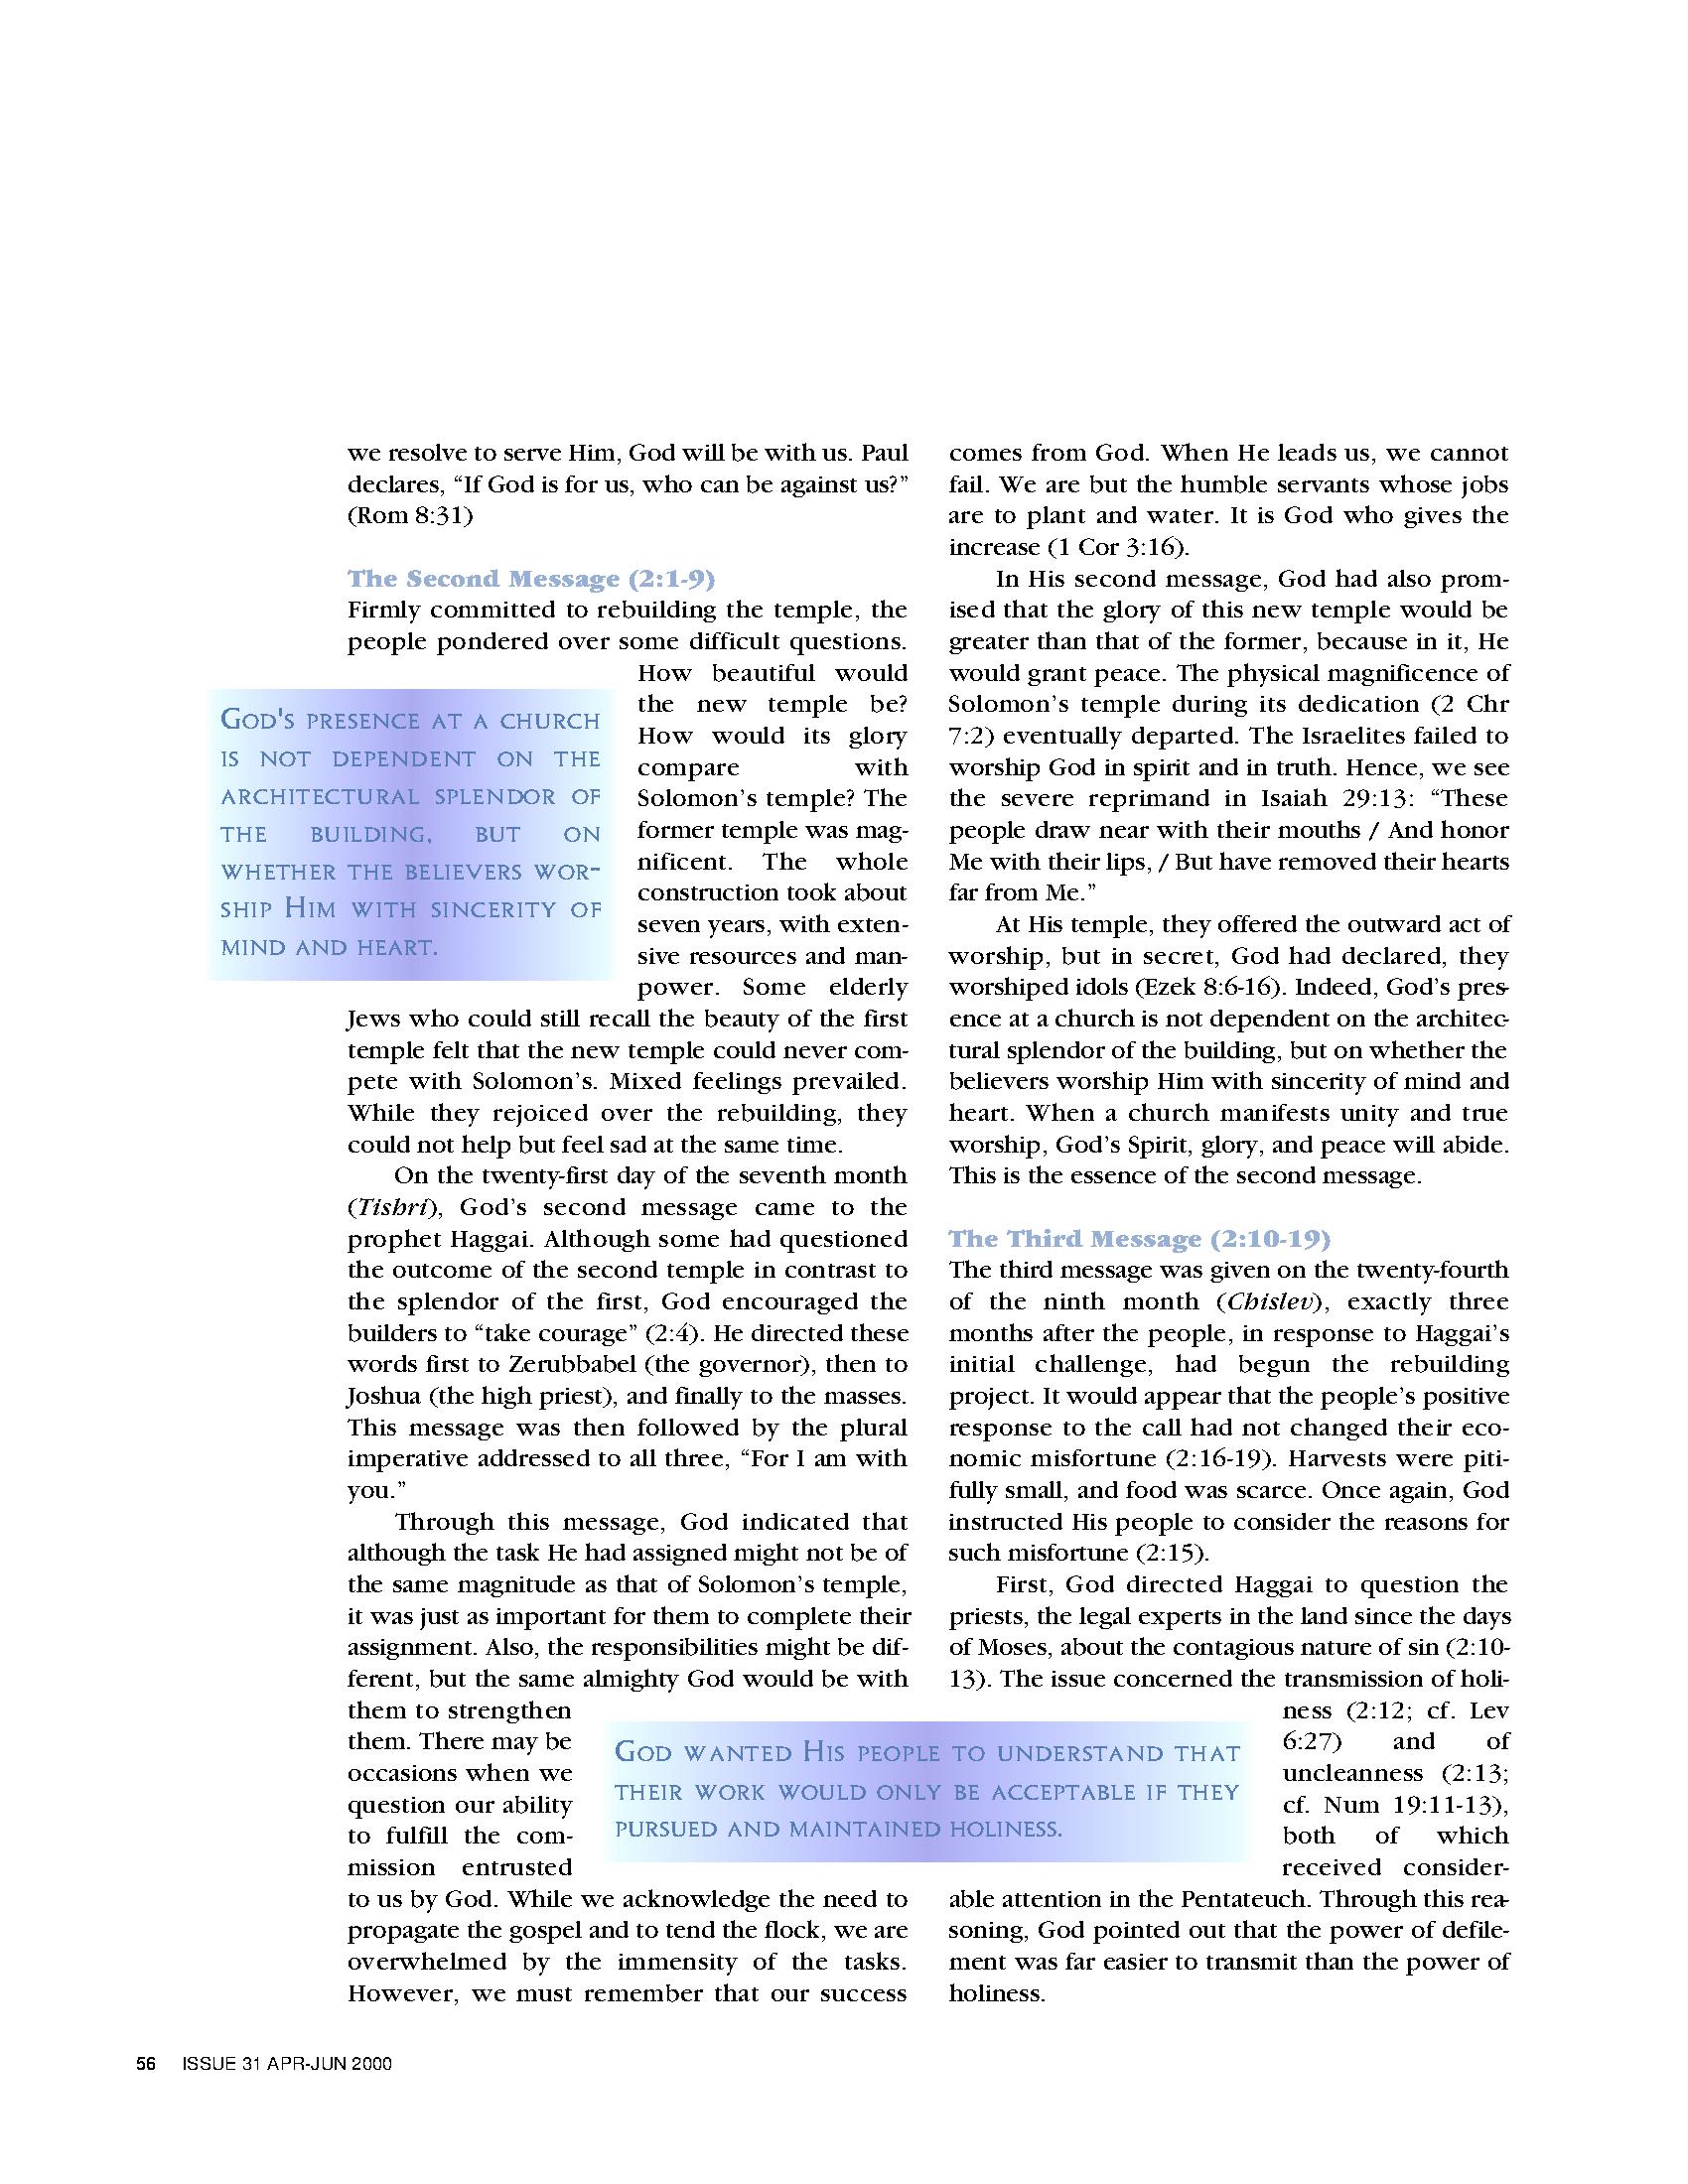 we resolve to serve Him, God will be with us. Paul
declares, “If God is for us, who can be against us?”
(Rom 8:31)
The Second Message (2:1-9)
Firmly committed to rebuilding the temple, the
people pondered over some difficult questions.
How beautiful would
the new temple be?
How would its glory
compare with
Solomon’s temple? The
former temple was mag-
nificent. The whole
construction took about
seven years, with exten-
sive resources and man-
power. Some elderly
Jews who could still recall the beauty of the first
temple felt that the new temple could never com-
pete with Solomon’s. Mixed feelings prevailed.
While they rejoiced over the rebuilding, they
could not help but feel sad at the same time.
On the twenty-first day of the seventh month
(Tishri), God’s second message came to the
prophet Haggai. Although some had questioned
the outcome of the second temple in contrast to
the splendor of the first, God encouraged the
builders to “take courage” (2:4). He directed these
words first to Zerubbabel (the governor), then to
Joshua (the high priest), and finally to the masses.
This message was then followed by the plural
imperative addressed to all three, “For I am with
you.”
Through this message, God indicated that
although the task He had assigned might not be of
the same magnitude as that of Solomon’s temple,
it was just as important for them to complete their
assignment. Also, the responsibilities might be dif-
ferent, but the same almighty God would be with
them to strengthen
them. There may be
occasions when we
question our ability
to fulfill the com-
mission entrusted
to us by God. While we acknowledge the need to
propagate the gospel and to tend the flock, we are
overwhelmed by the immensity of the tasks.
However, we must remember that our success
GOD'S PRESENCE AT A CHURCH
IS NOT DEPENDENT ON THE
ARCHITECTURAL SPLENDOR OF
THE BUILDING, BUT ON
WHETHER THE BELIEVERS WOR-
SHIP HIM WITH SINCERITY OF
MIND AND HEART.
comes from God. When He leads us, we cannot
fail. We are but the humble servants whose jobs
are to plant and water. It is God who gives the
increase (1 Cor 3:16).
In His second message, God had also prom-
ised that the glory of this new temple would be
greater than that of the former, because in it, He
would grant peace. The physical magnificence of
Solomon’s temple during its dedication (2 Chr
7:2) eventually departed. The Israelites failed to
worship God in spirit and in truth. Hence, we see
the severe reprimand in Isaiah 29:13: “These
people draw near with their mouths / And honor
Me with their lips, / But have removed their hearts
far from Me.”
At His temple, they offered the outward act of
worship, but in secret, God had declared, they
worshiped idols (Ezek 8:6-16). Indeed, God’s pres-
ence at a church is not dependent on the architec-
tural splendor of the building, but on whether the
believers worship Him with sincerity of mind and
heart. When a church manifests unity and true
worship, God’s Spirit, glory, and peace will abide.
This is the essence of the second message.
The Third Message (2:10-19)
The third message was given on the twenty-fourth
of the ninth month (Chislev), exactly three
months after the people, in response to Haggai’s
initial challenge, had begun the rebuilding
project. It would appear that the people’s positive
response to the call had not changed their eco-
nomic misfortune (2:16-19). Harvests were piti-
fully small, and food was scarce. Once again, God
instructed His people to consider the reasons for
such misfortune (2:15).
First, God directed Haggai to question the
priests, the legal experts in the land since the days
of Moses, about the contagious nature of sin (2:10-
13). The issue concerned the transmission of holi-
ness (2:12; cf. Lev
6:27) and of
uncleanness (2:13;
cf. Num 19:11-13),
both of which
received consider-
able attention in the Pentateuch. Through this rea-
soning, God pointed out that the power of defile-
ment was far easier to transmit than the power of
holiness.
GOD WANTED HIS PEOPLE TO UNDERSTAND THAT
THEIR WORK WOULD ONLY BE ACCEPTABLE IF THEY
PURSUED AND MAINTAINED HOLINESS.
56 ISSUE 31 APR-JUN 2000